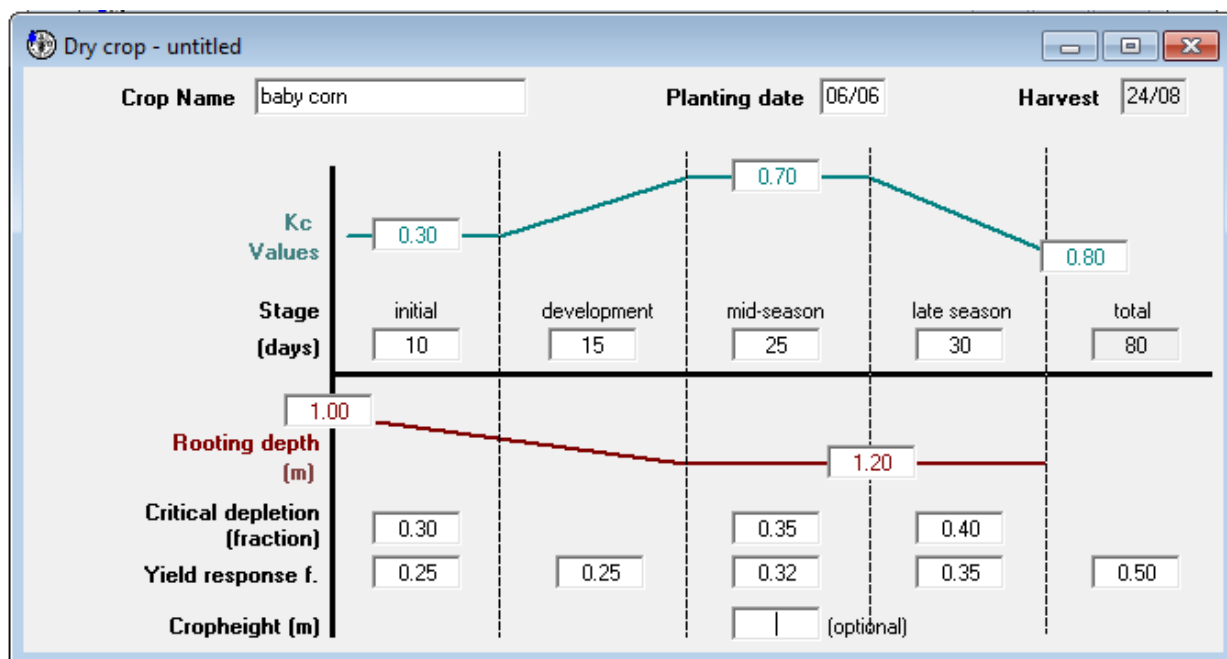 Dry crop - untitled
Crop Name baby corn Planting date 06/06 Harvest 24/08
0.70
Kc
Values
0.30
0.80
Stage initial development mid-season late season total
(days) 10 15 25 30 80
1.00
Rooting depth
(m)
1.20
Critical depletion
(fraction)
0.30 0.35 0.40
Yield response f. 0.25 0.25 0.32 0.35 0.50
Cropheight (m) (optional)